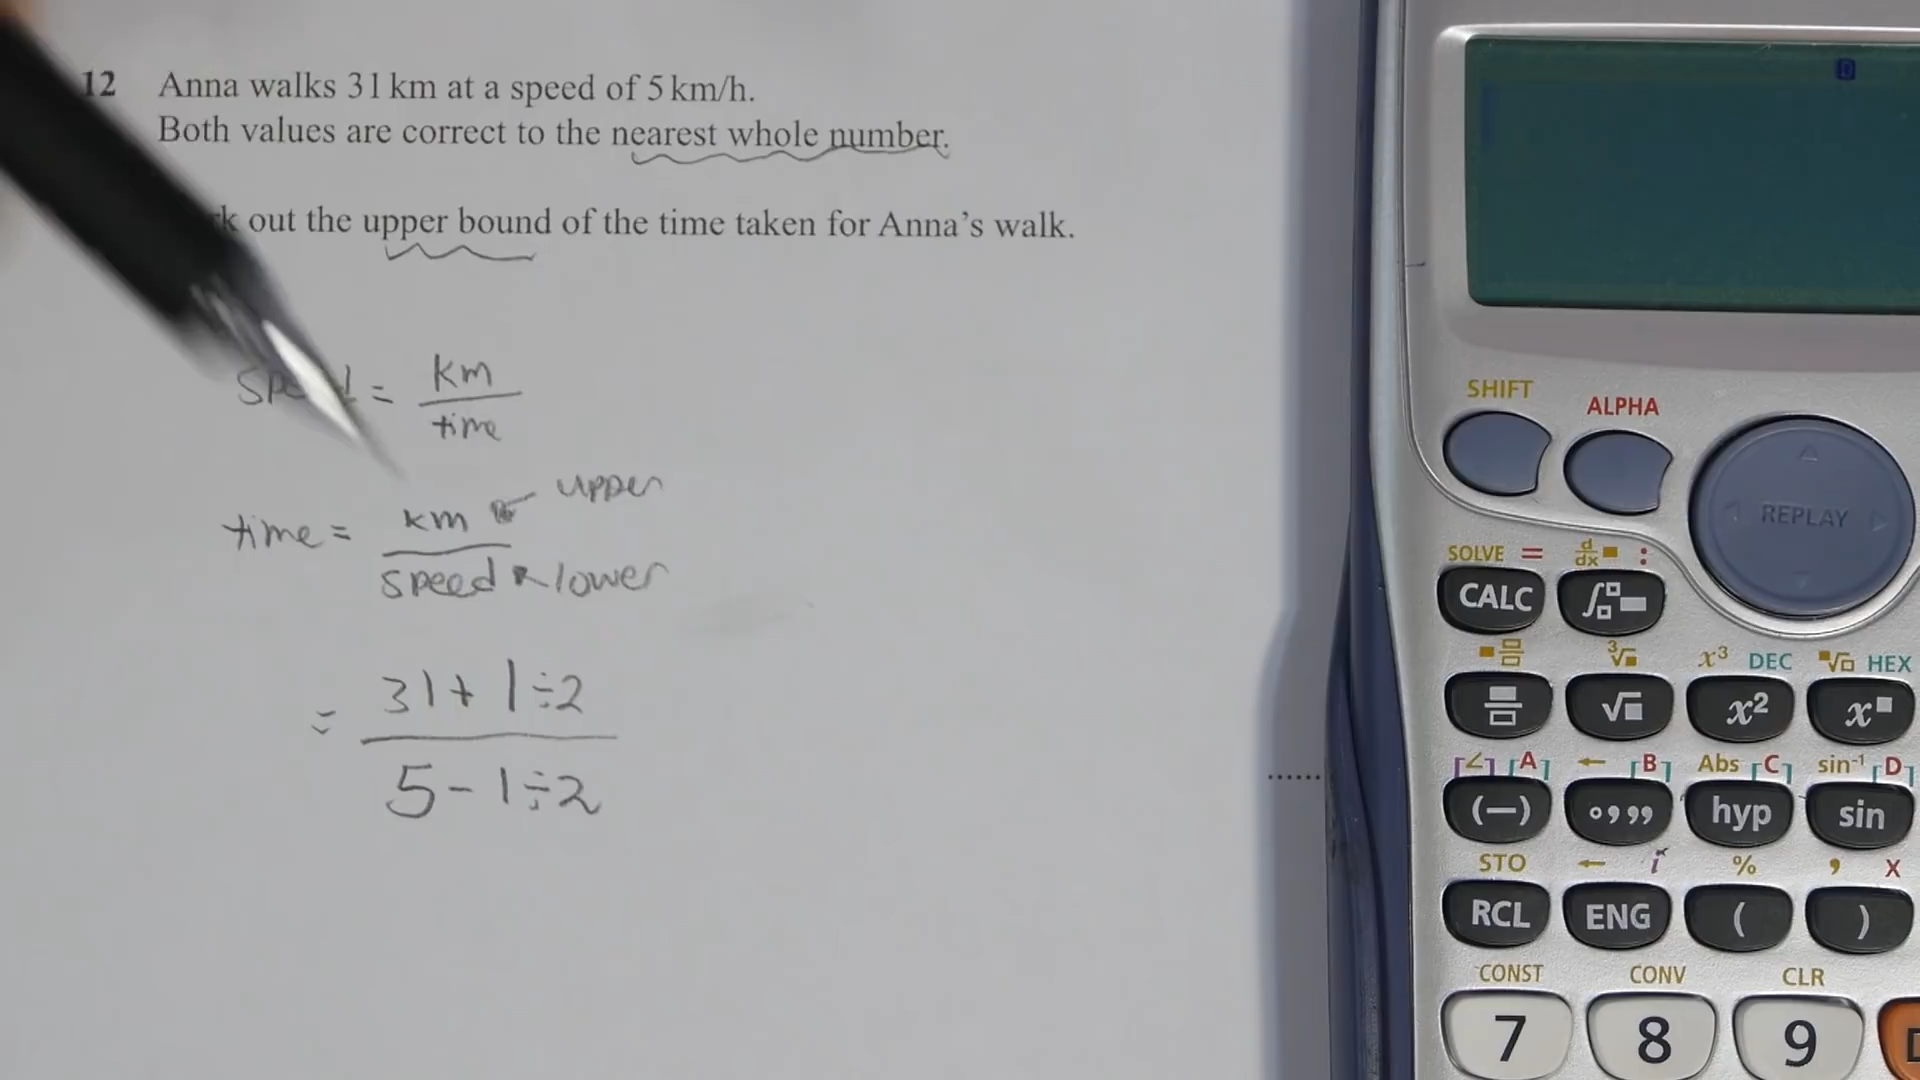 12 Anna walks 31 km at a speed of 5 km/h.
Both values are correct to the nearest whole number.
out the upper bound of the time taken for Anna's walk.
= km
time
time = km upper
speed lower
= 31 + 1 ÷ 2
5 - 1 ÷ 2
SHIFT
ALPHA
REPLAY
SOLVE = d/dx :
CALC
x³ DEC HEX
x²
∠ A ← B Abs C sin⁻¹ D
(−) hyp sin
STO ← i % , X
RCL ENG ( )
CONST CONV CLR
7 8 9